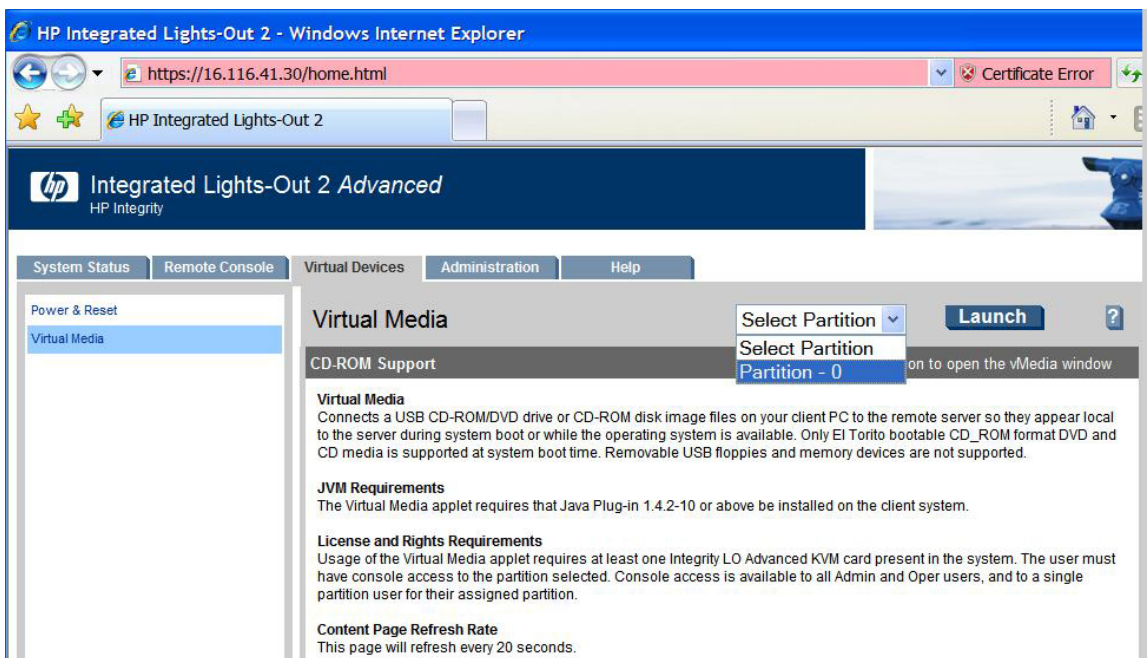 HP Integrated Lights-Out 2 - Windows Internet Explorer
https://16.116.41.30/home.html
Certificate Error
HP Integrated Lights-Out 2
hp
Integrated Lights-Out 2 Advanced
HP Integrity
System Status
Remote Console
Virtual Devices
Administration
Help
Power & Reset
Virtual Media
Virtual Media
Select Partition
Launch
?
Select Partition
Partition - 0
CD-ROM Support
on to open the vMedia window
Virtual Media
Connects a USB CD-ROM/DVD drive or CD-ROM disk image files on your client PC to the remote server so they appear local
to the server during system boot or while the operating system is available. Only El Torito bootable CD_ROM format DVD and
CD media is supported at system boot time. Removable USB floppies and memory devices are not supported.
JVM Requirements
The Virtual Media applet requires that Java Plug-in 1.4.2-10 or above be installed on the client system.
License and Rights Requirements
Usage of the Virtual Media applet requires at least one Integrity LO Advanced KVM card present in the system. The user must
have console access to the partition selected. Console access is available to all Admin and Oper users, and to a single
partition user for their assigned partition.
Content Page Refresh Rate
This page will refresh every 20 seconds.